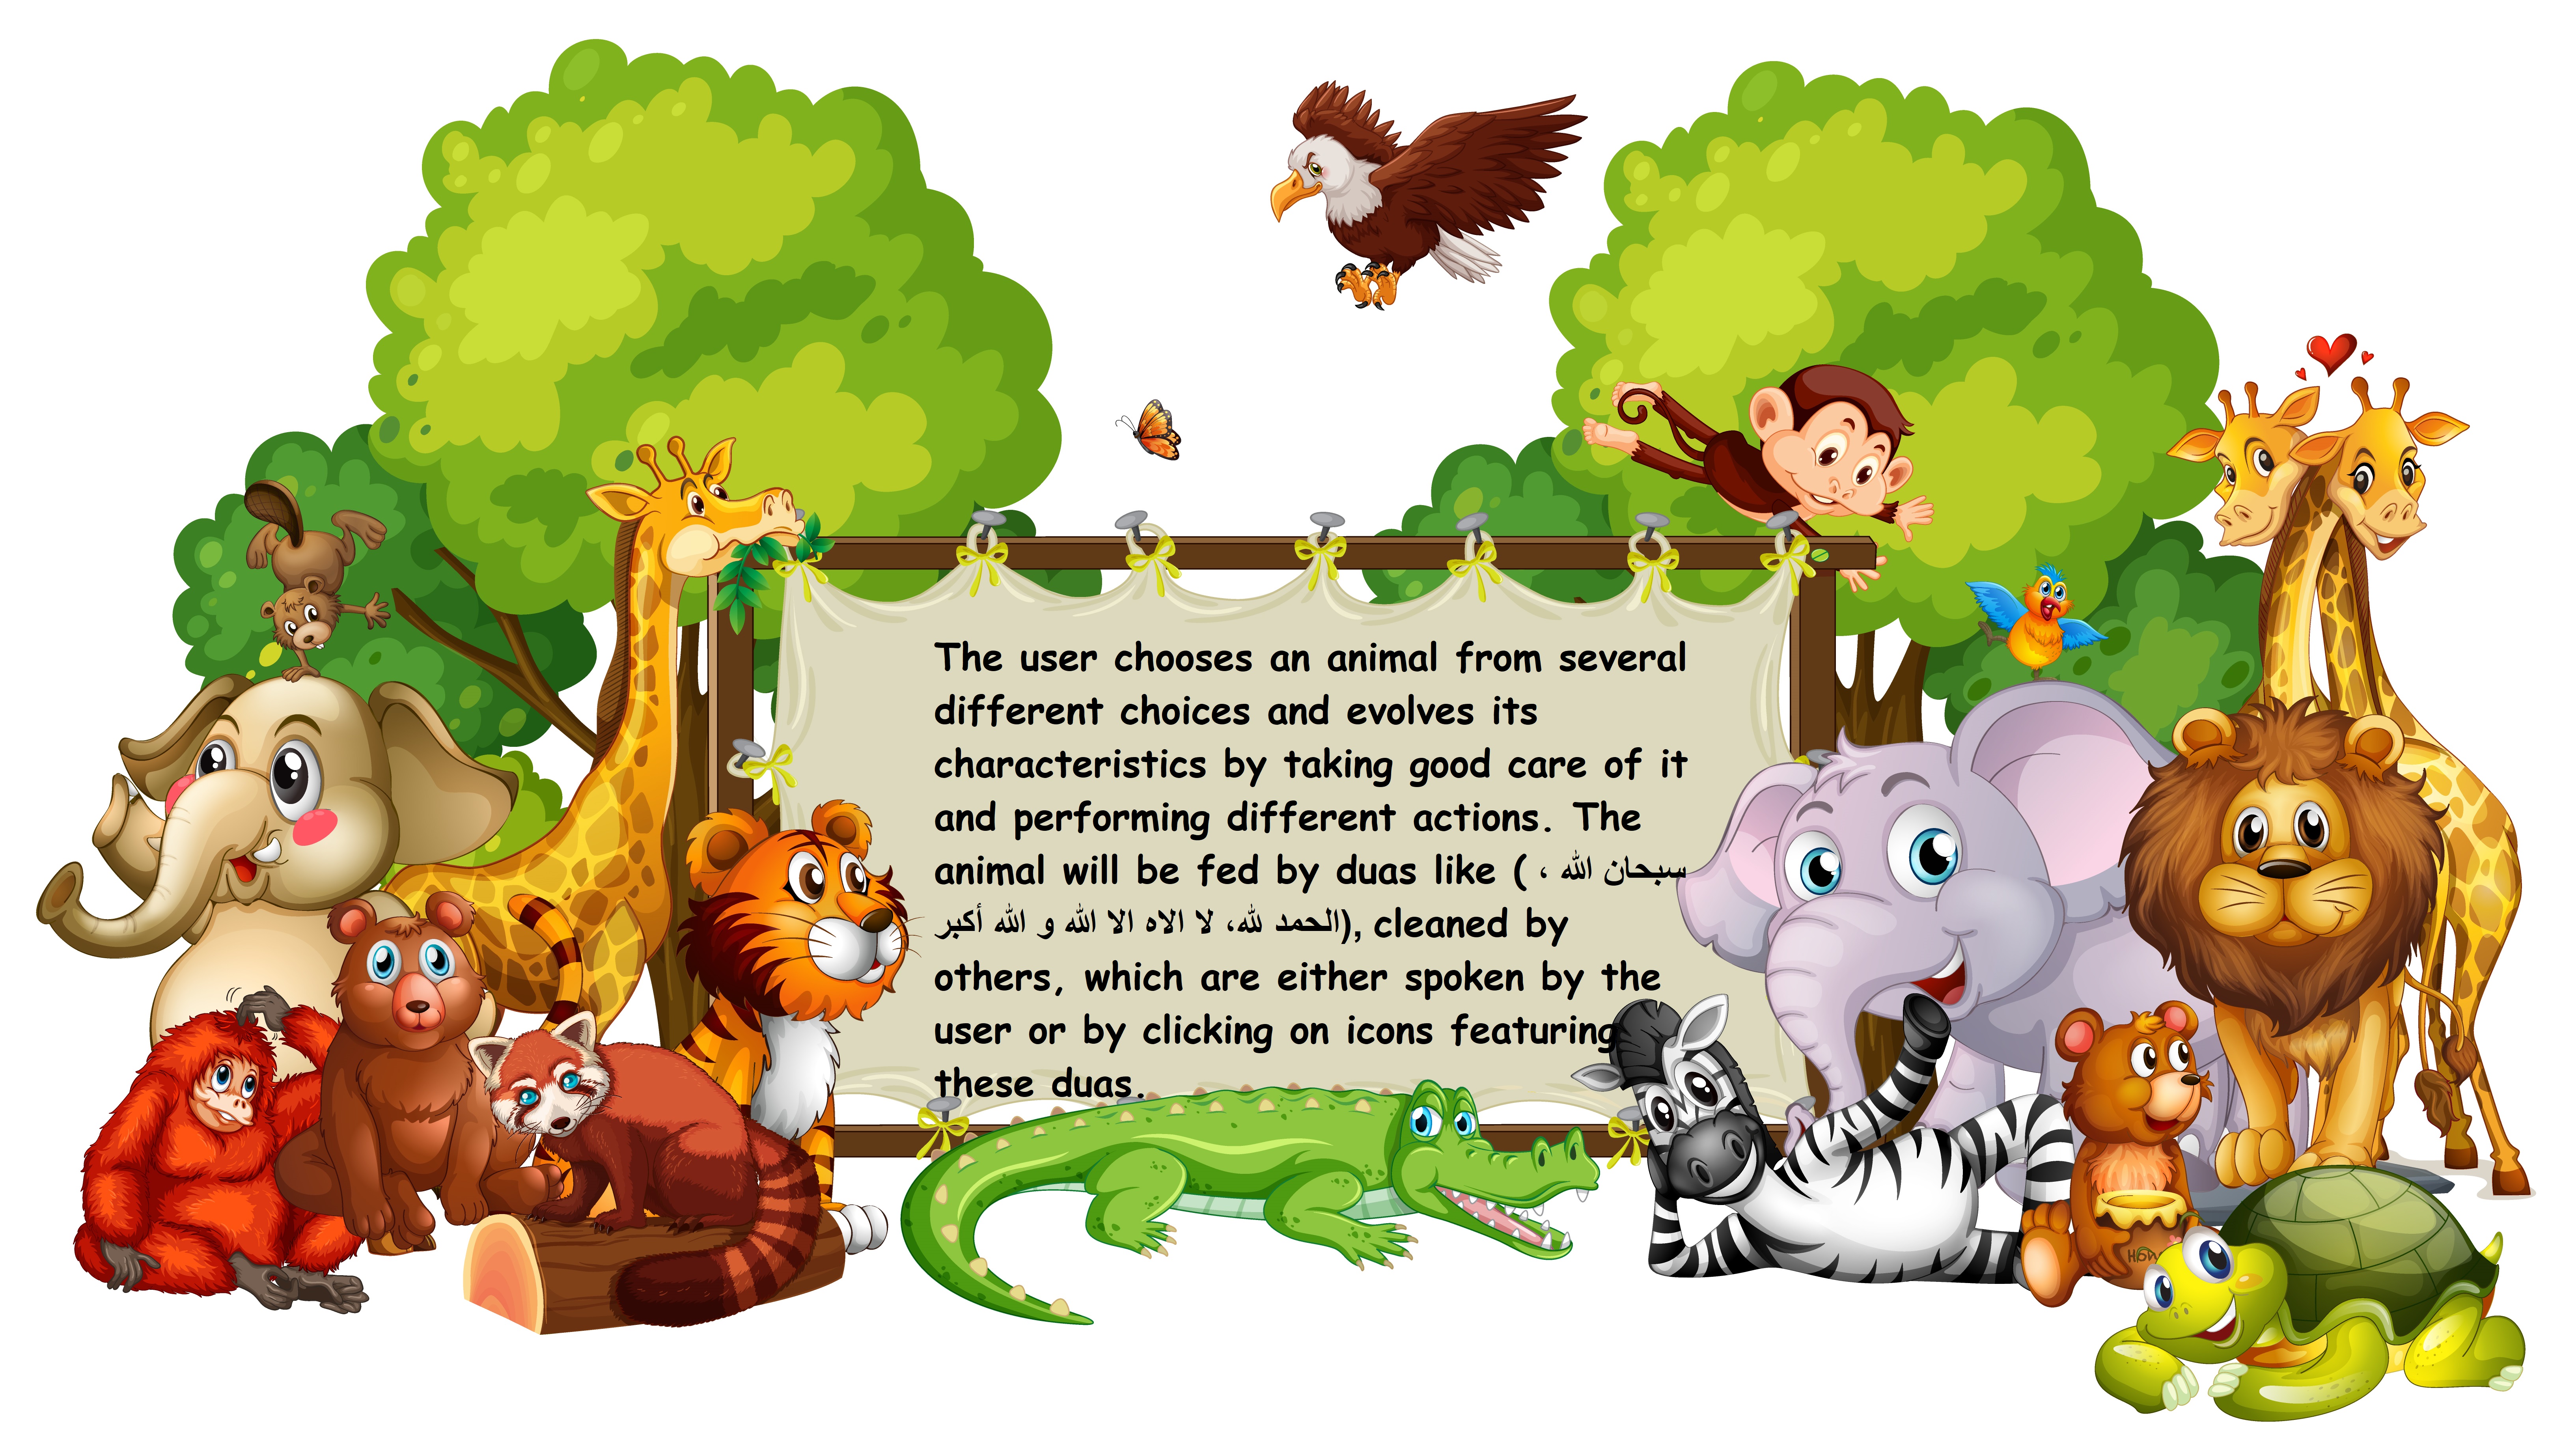 The user chooses an animal from several
different choices and evolves its
characteristics by taking good care of it
and performing different actions. The
animal will be fed by duas like ( سبحان الله ،
الحمد لله، لا الاه الا الله و الله أكبر), cleaned by
others, which are either spoken by the
user or by clicking on icons featuring
these duas.